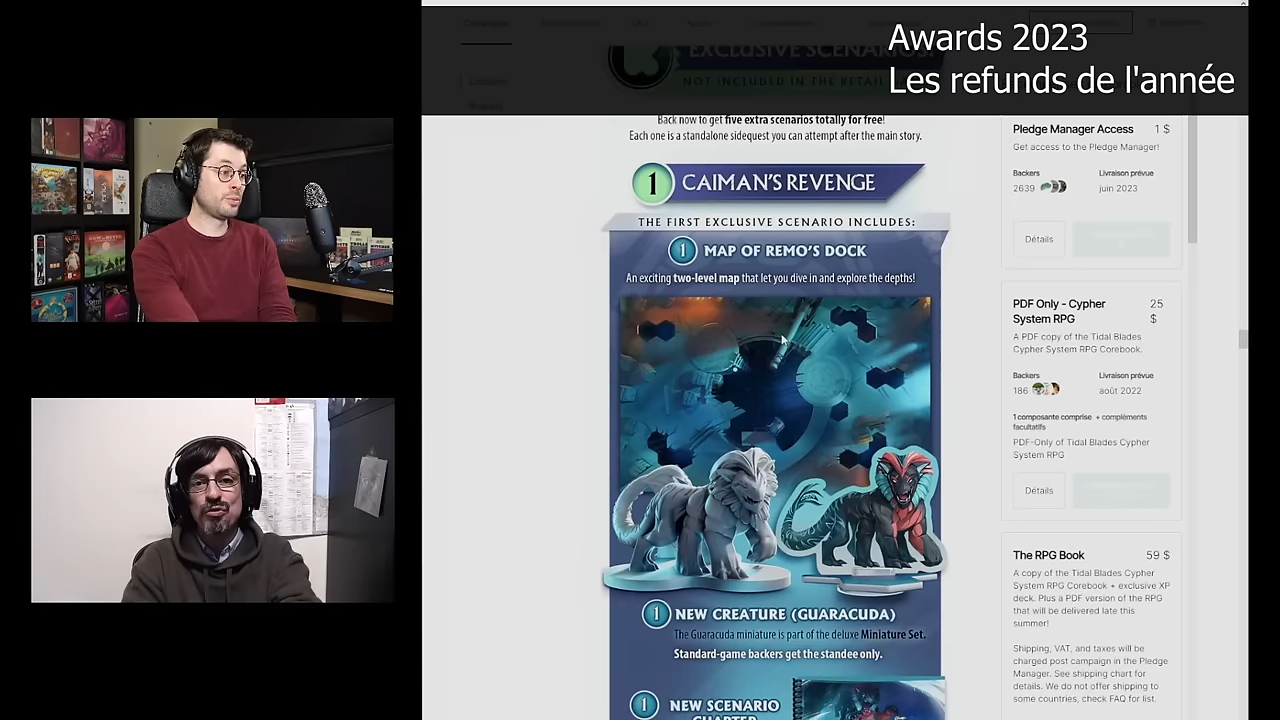 Awards 2023
Les refunds de l'année
EXCLUSIVE SCENARIOS
NOT INCLUDED IN THE RETAIL
Back now to get five extra scenarios totally for free!
Each one is a standalone sidequest you can attempt after the main story.
1 CAIMAN'S REVENGE
THE FIRST EXCLUSIVE SCENARIO INCLUDES:
1 MAP OF REMO'S DOCK
An exciting two-level map that let you dive in and explore the depths!
1 NEW CREATURE (GUARACUDA)
The Guaracuda miniature is part of the deluxe Miniature Set.
Standard-game backers get the standee only.
1 NEW SCENARIO
CHAPTER
Pledge Manager Access 1 $
Get access to the Pledge Manager!
Backers Livraison prévue
2639 juin 2023
Détails
PDF Only - Cypher 25
System RPG $
A PDF copy of the Tidal Blades
Cypher System RPG Corebook.
Backers Livraison prévue
186 août 2022
1 composante comprise + compléments
facultatifs
PDF-Only of Tidal Blades Cypher
System RPG
Détails
The RPG Book 59 $
A copy of the Tidal Blades Cypher
System RPG Corebook + exclusive XP
deck. Plus a PDF version of the RPG
that will be delivered late this
summer!
Shipping, VAT, and taxes will be
charged post campaign in the Pledge
Manager. See shipping chart for
details. We do not offer shipping to
some countries, check FAQ for list.